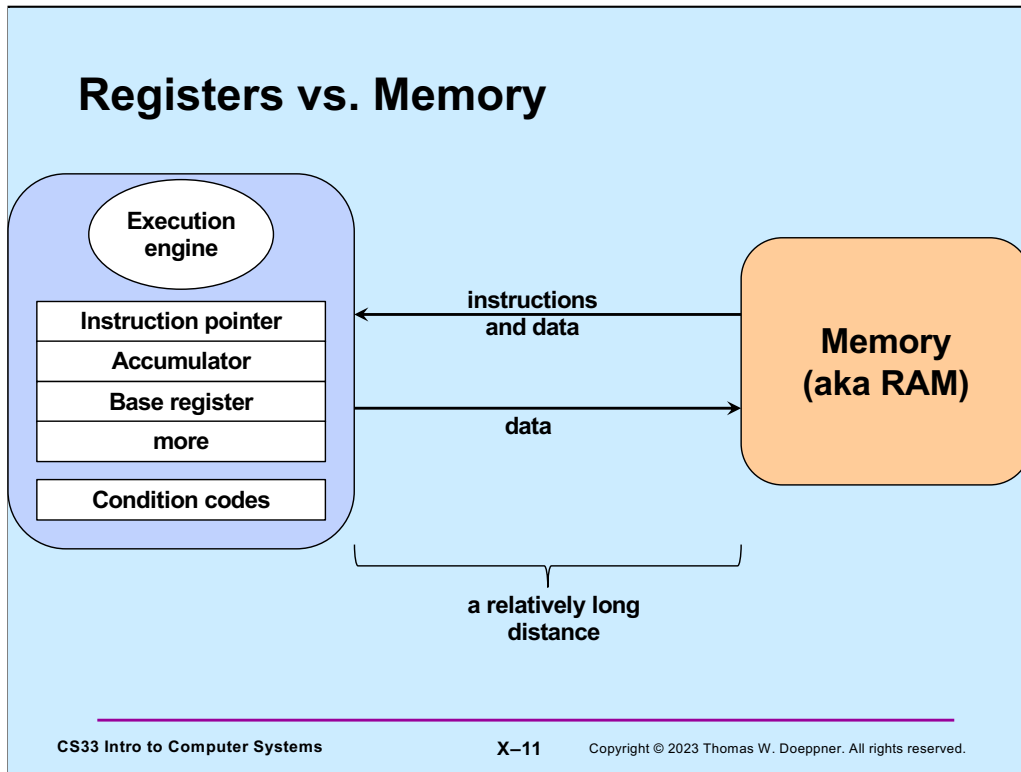 Registers vs. Memory
Execution
engine
Instruction pointer
Accumulator
Base register
more
Condition codes
instructions
and data
data
Memory
(aka RAM)
a relatively long
distance
CS33 Intro to Computer Systems
X–11
Copyright © 2023 Thomas W. Doeppner. All rights reserved.